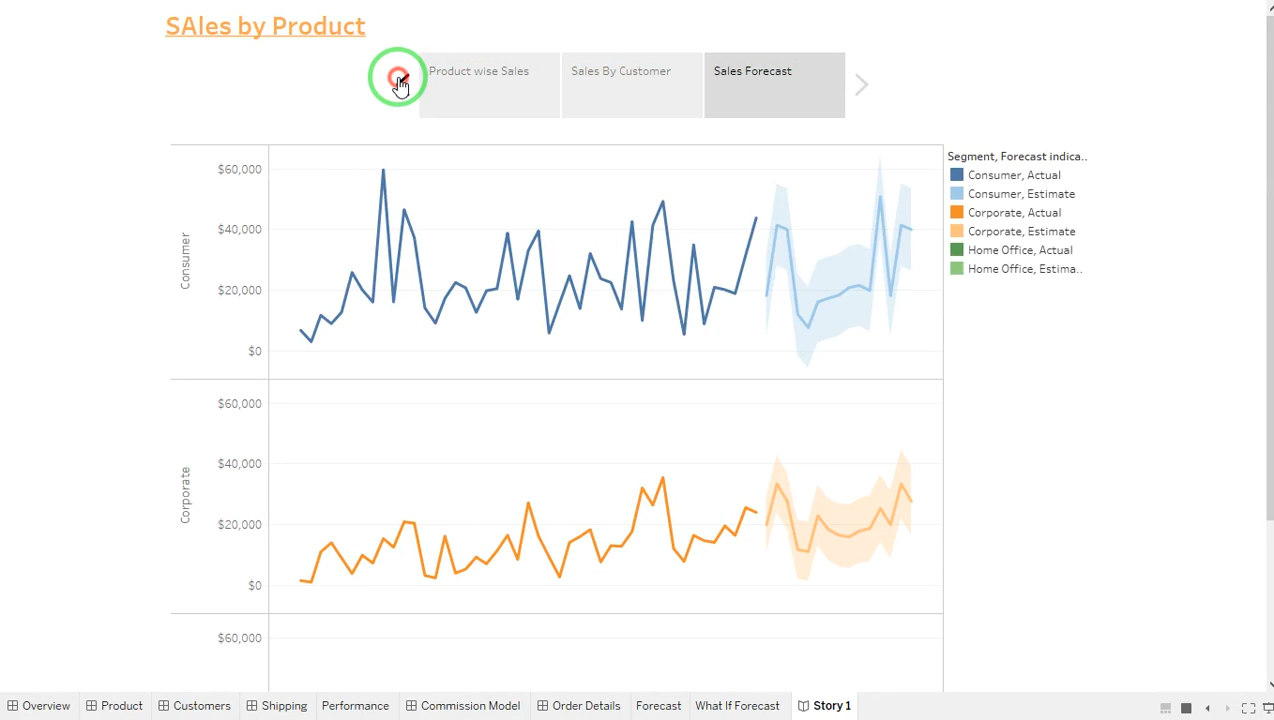 SAles by Product
Product wise Sales
Sales By Customer
Sales Forecast
Segment, Forecast indica..
Consumer, Actual
Consumer, Estimate
Corporate, Actual
Corporate, Estimate
Home Office, Actual
Home Office, Estima..
Consumer
$60,000
$40,000
$20,000
$0
Corporate
$60,000
$40,000
$20,000
$0
$60,000
Overview
Product
Customers
Shipping
Performance
Commission Model
Order Details
Forecast
What If Forecast
Story 1